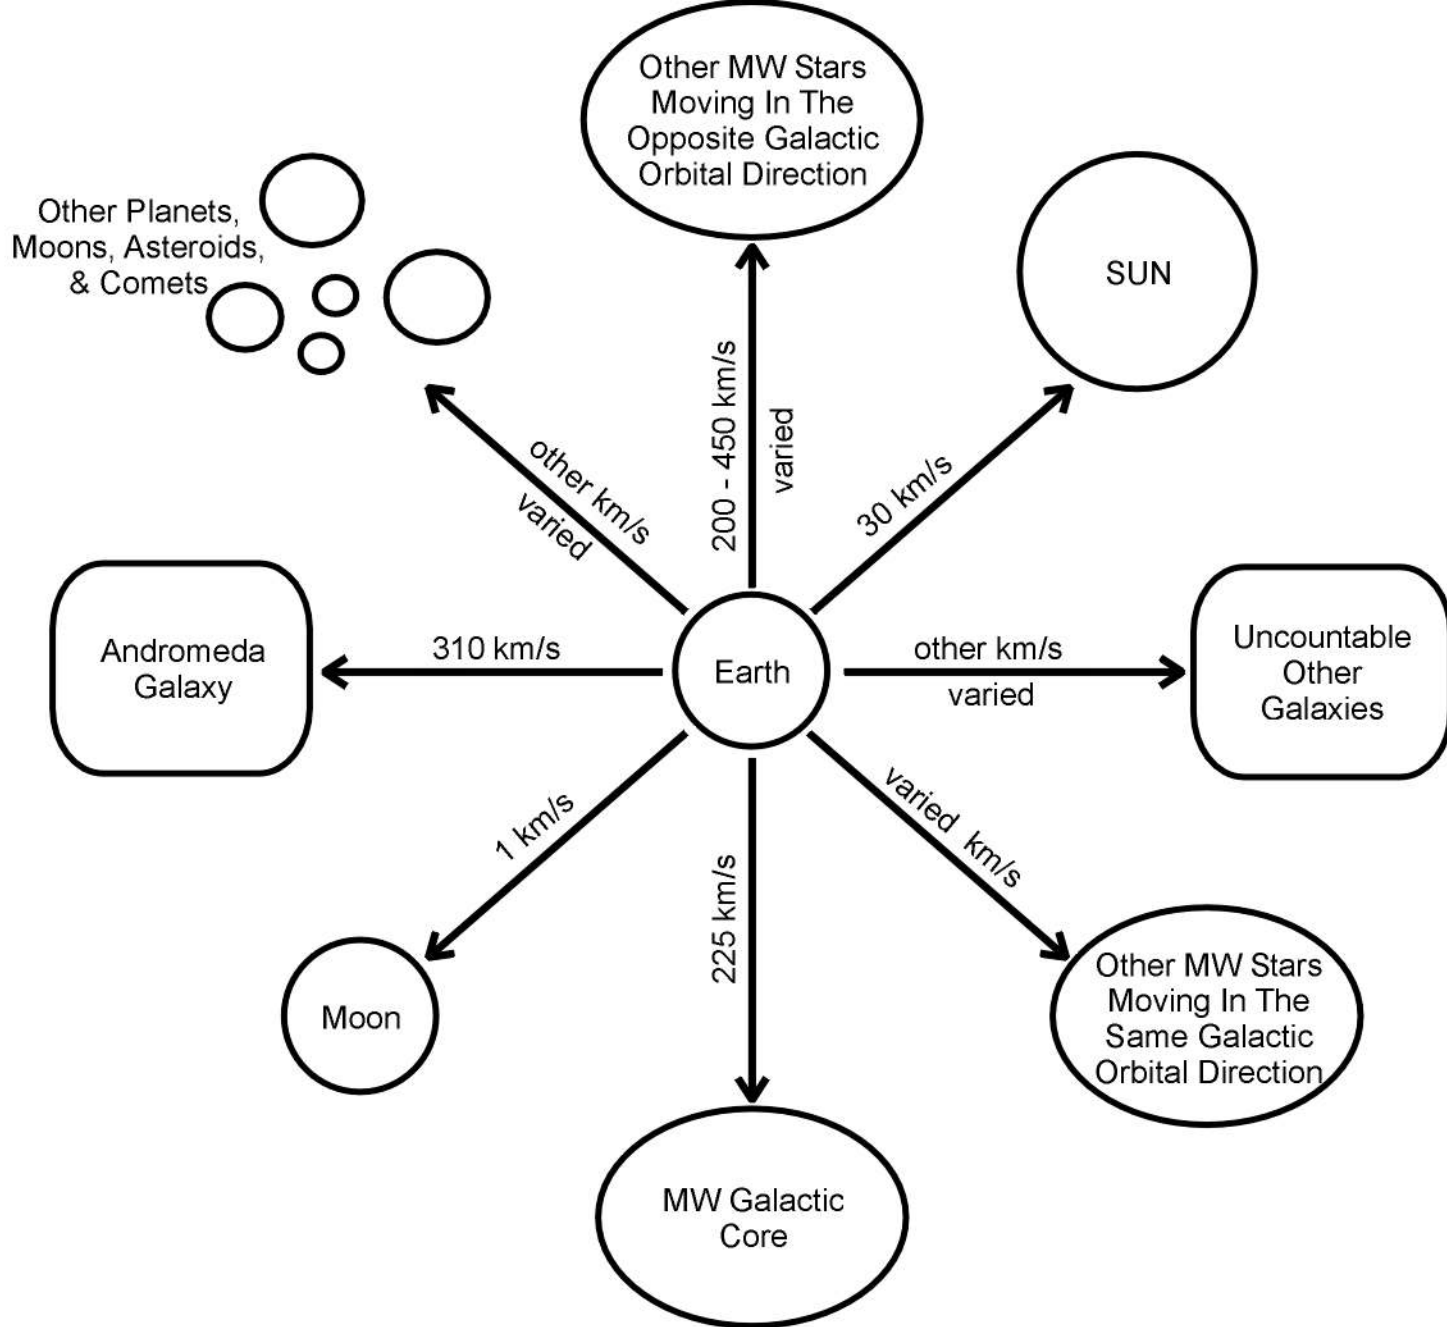 Other MW Stars
Moving In The
Opposite Galactic
Orbital Direction
Other Planets,
Moons, Asteroids,
& Comets
SUN
200 - 450 km/s
varied
other km/s
varied
30 km/s
Andromeda
Galaxy
310 km/s
Earth
other km/s
varied
Uncountable
Other
Galaxies
1 km/s
225 km/s
varied km/s
Moon
Other MW Stars
Moving In The
Same Galactic
Orbital Direction
MW Galactic
Core